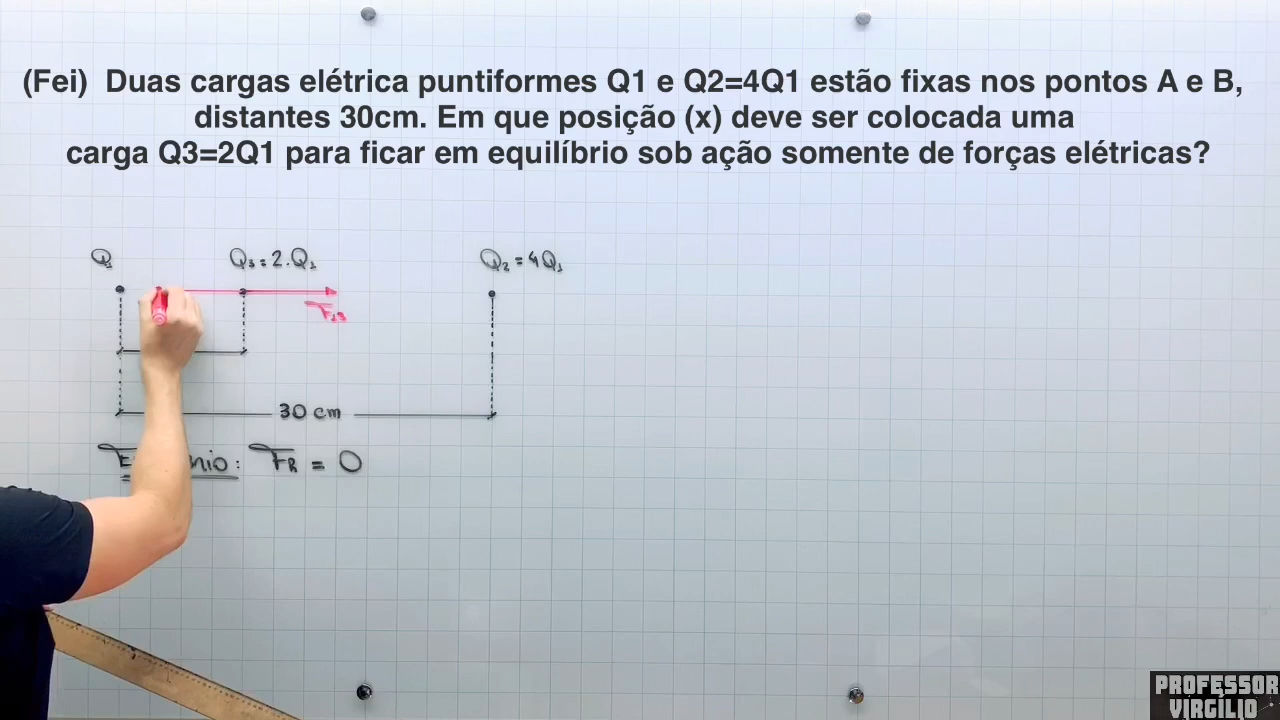 (Fei) Duas cargas elétrica puntiformes Q1 e Q2=4Q1 estão fixas nos pontos A e B,
distantes 30cm. Em que posição (x) deve ser colocada uma
carga Q3=2Q1 para ficar em equilíbrio sob ação somente de forças elétricas?
Q₁ Q₃ = 2.Q₁ Q₂ = 4Q₁
F₁₃
30 cm
: FR = 0
PROFESSOR
VIRGÍLIO